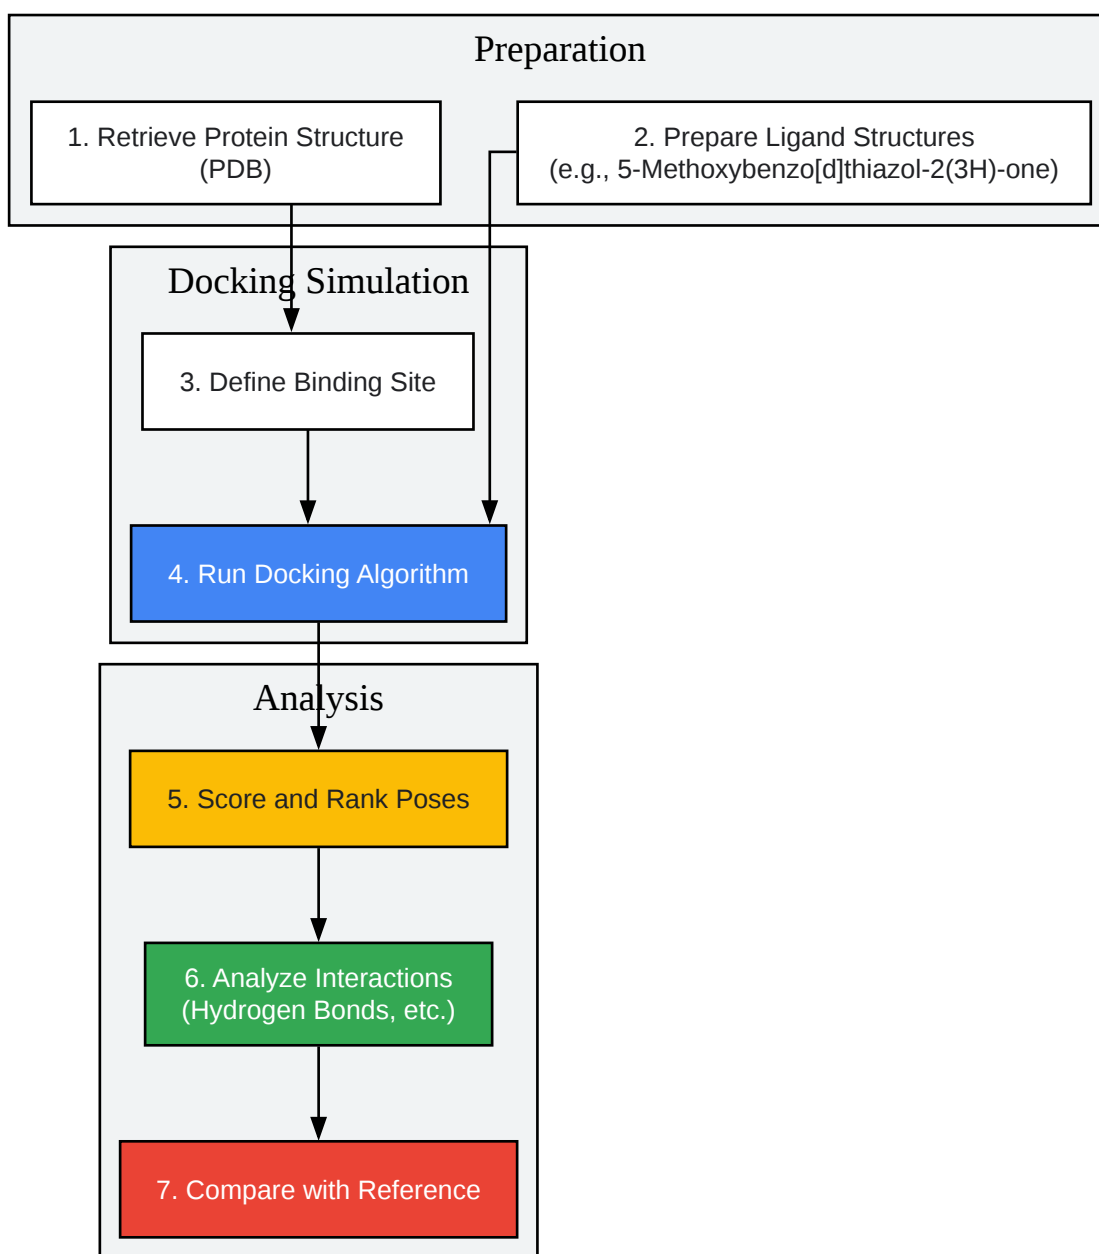 Preparation
1. Retrieve Protein Structure
(PDB)
2. Prepare Ligand Structures
(e.g., 5-Methoxybenzo[d]thiazol-2(3H)-one)
Docking Simulation
3. Define Binding Site
4. Run Docking Algorithm
Analysis
5. Score and Rank Poses
6. Analyze Interactions
(Hydrogen Bonds, etc.)
7. Compare with Reference